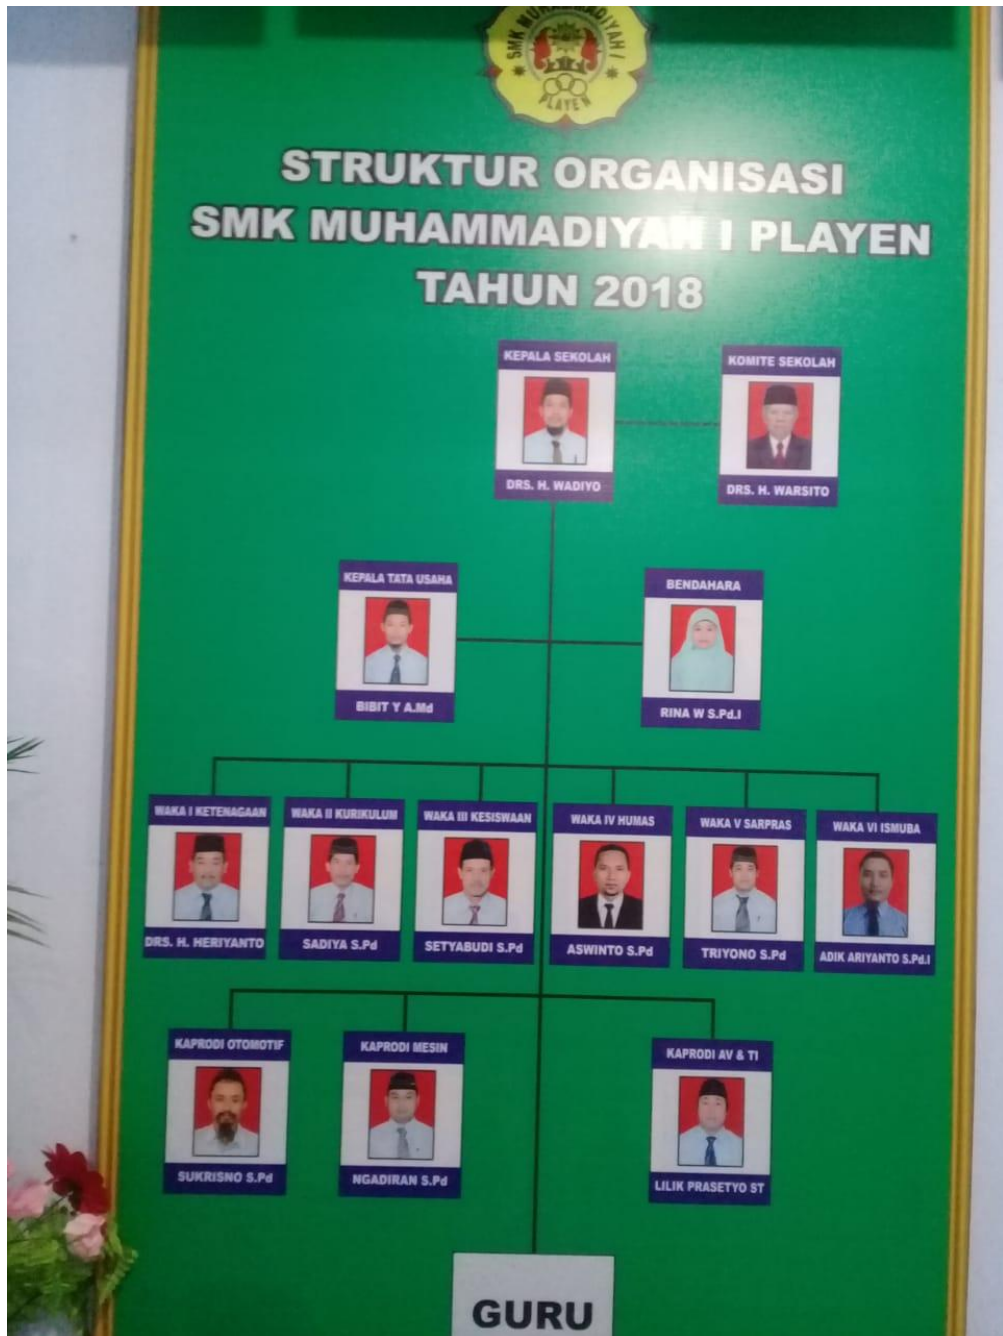 SMK MUHAMMADIYAH I
PLAYEN
STRUKTUR ORGANISASI
SMK MUHAMMADIYAH I PLAYEN
TAHUN 2018
KEPALA SEKOLAH
DRS. H. WADIYO
KOMITE SEKOLAH
DRS. H. WARSITO
KEPALA TATA USAHA
BIBIT Y A.Md
BENDAHARA
RINA W S.Pd.I
WAKA I KETENAGAAN
DRS. H. HERIYANTO
WAKA II KURIKULUM
SADIYA S.Pd
WAKA III KESISWAAN
SETYABUDI S.Pd
WAKA IV HUMAS
ASWINTO S.Pd
WAKA V SARPRAS
TRIYONO S.Pd
WAKA VI ISMUBA
ADIK ARIYANTO S.Pd.I
KAPRODI OTOMOTIF
SUKRISNO S.Pd
KAPRODI MESIN
NGADIRAN S.Pd
KAPRODI AV & TI
LILIK PRASETYO ST
GURU